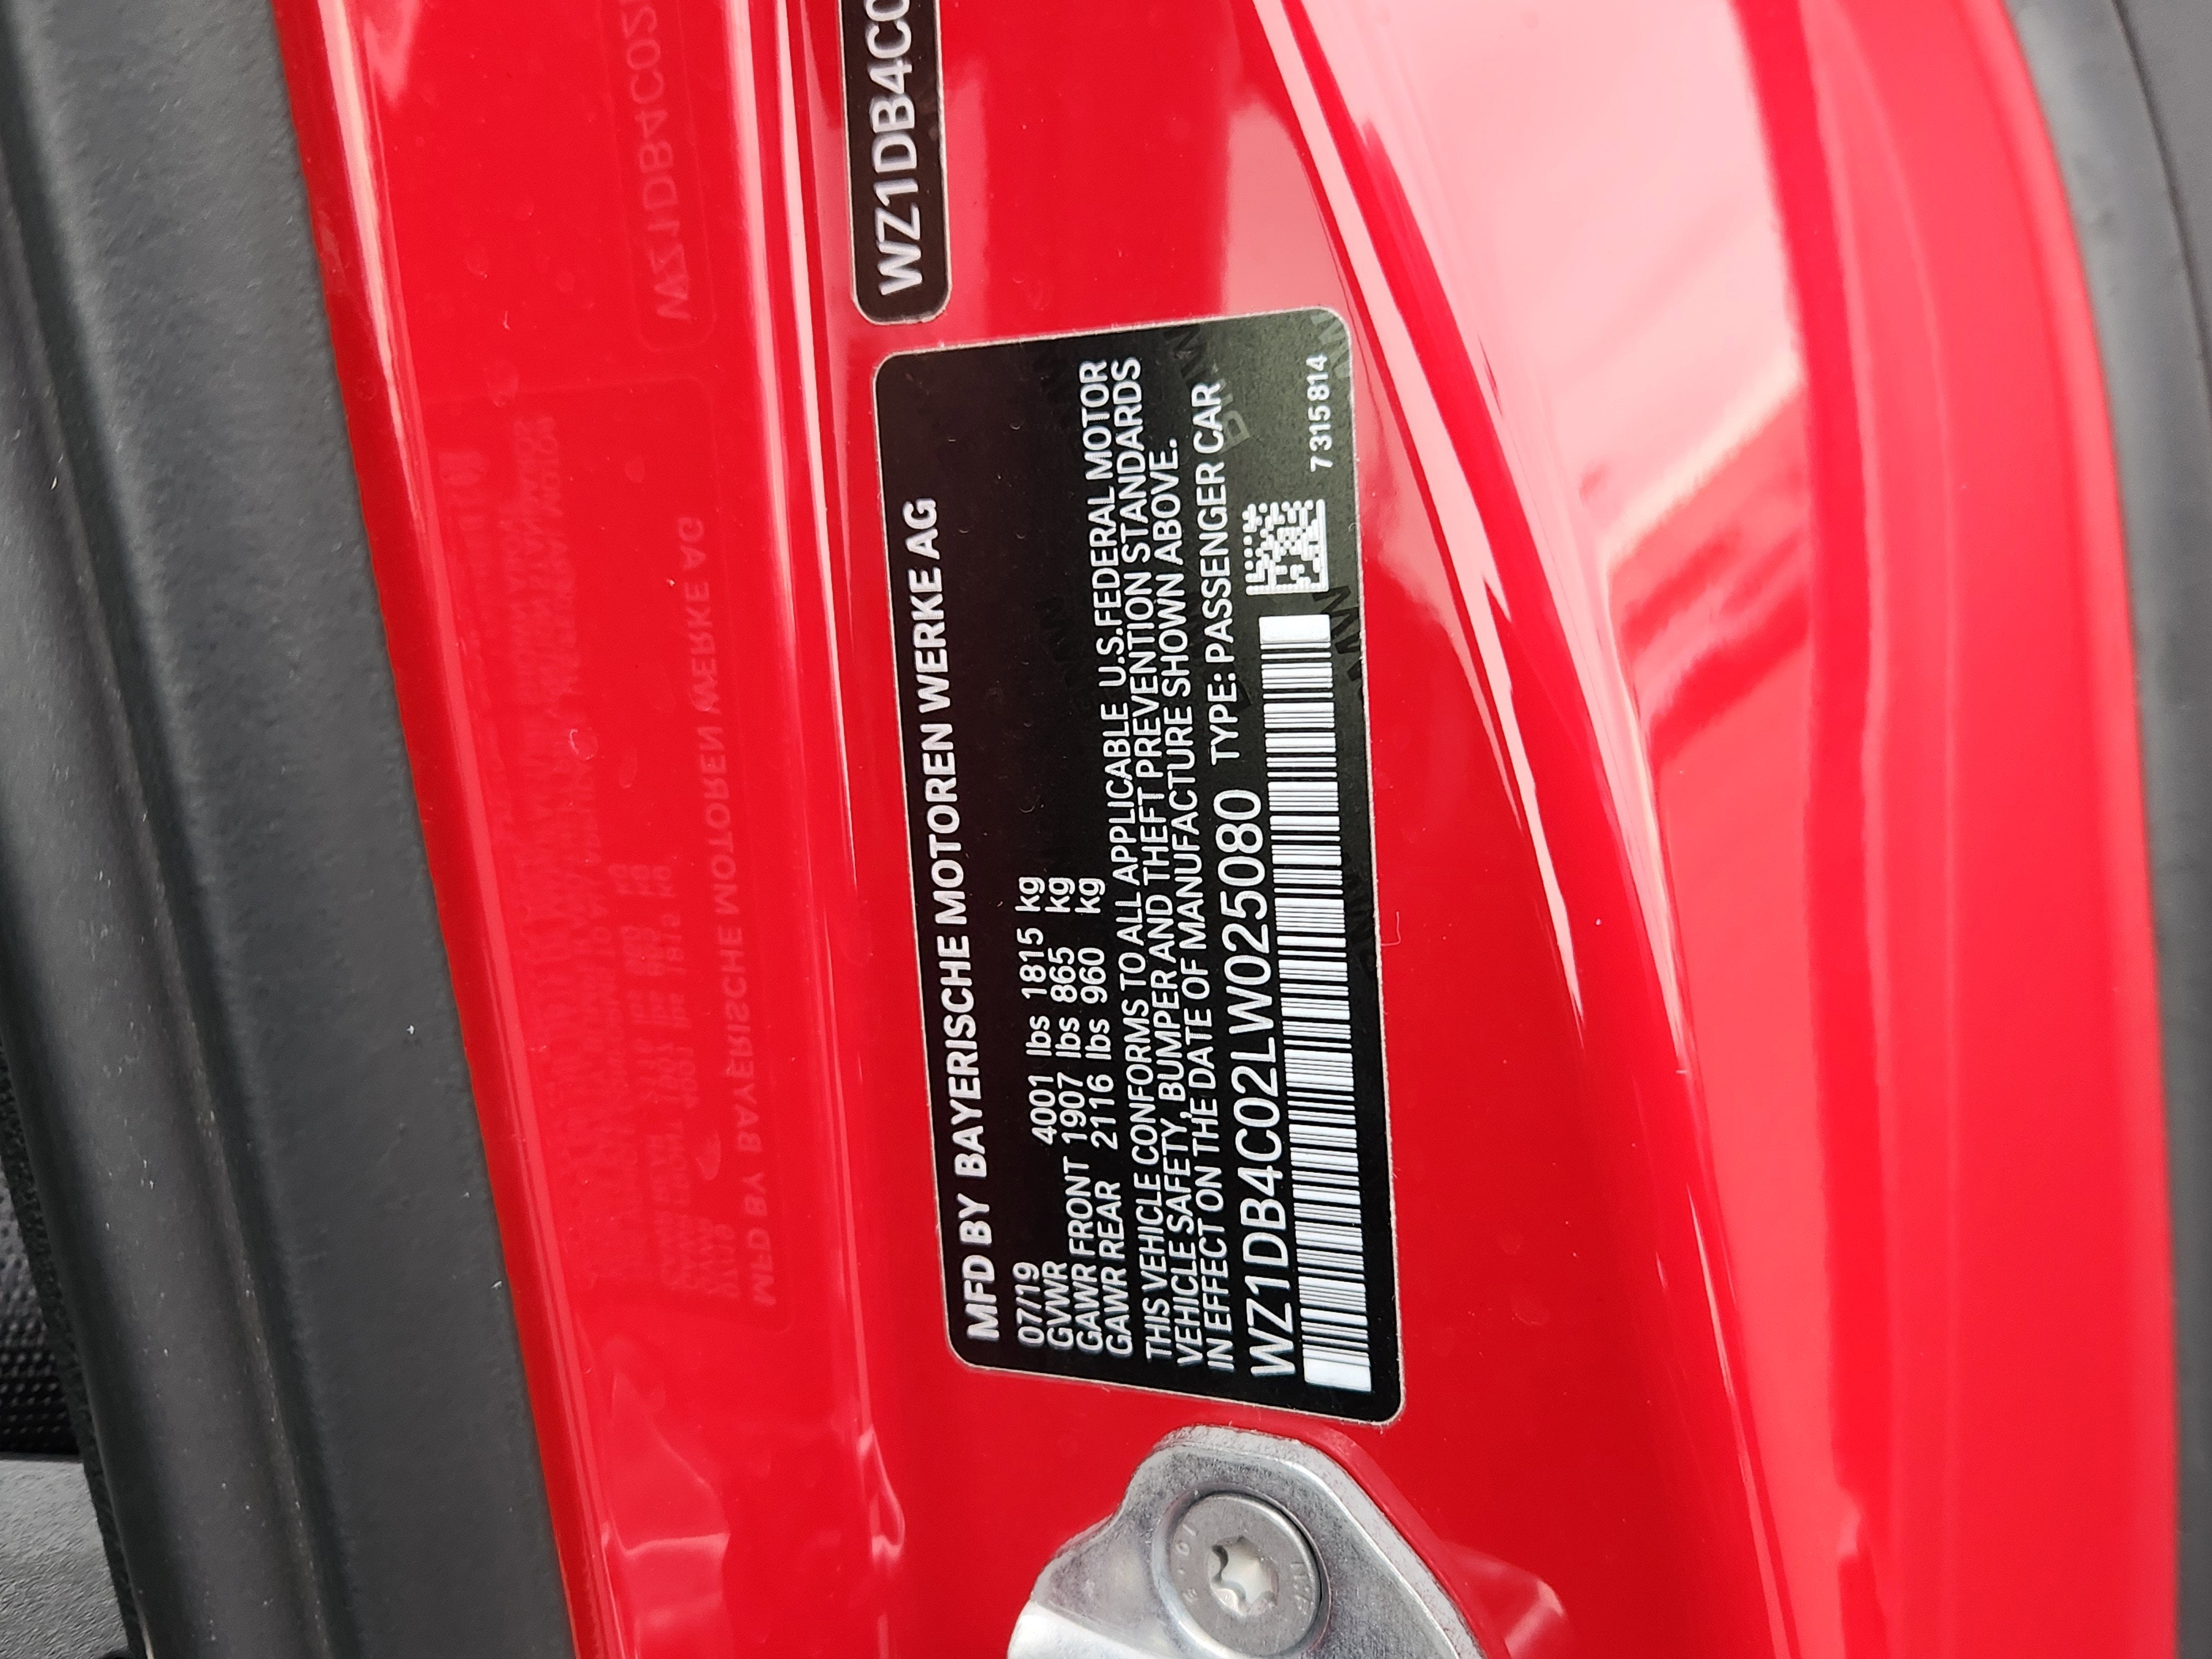 WZ1DB4C0
MFD BY BAYERISCHE MOTOREN WERKE AG
07/19
GVWR 4001 lbs 1815 kg
GAWR FRONT 1907 lbs 865 kg
GAWR REAR 2116 lbs 960 kg
THIS VEHICLE CONFORMS TO ALL APPLICABLE U.S.FEDERAL MOTOR
VEHICLE SAFETY, BUMPER AND THEFT PREVENTION STANDARDS
IN EFFECT ON THE DATE OF MANUFACTURE SHOWN ABOVE.
WZ1DB4C02LW025080 TYPE: PASSENGER CAR
7315814